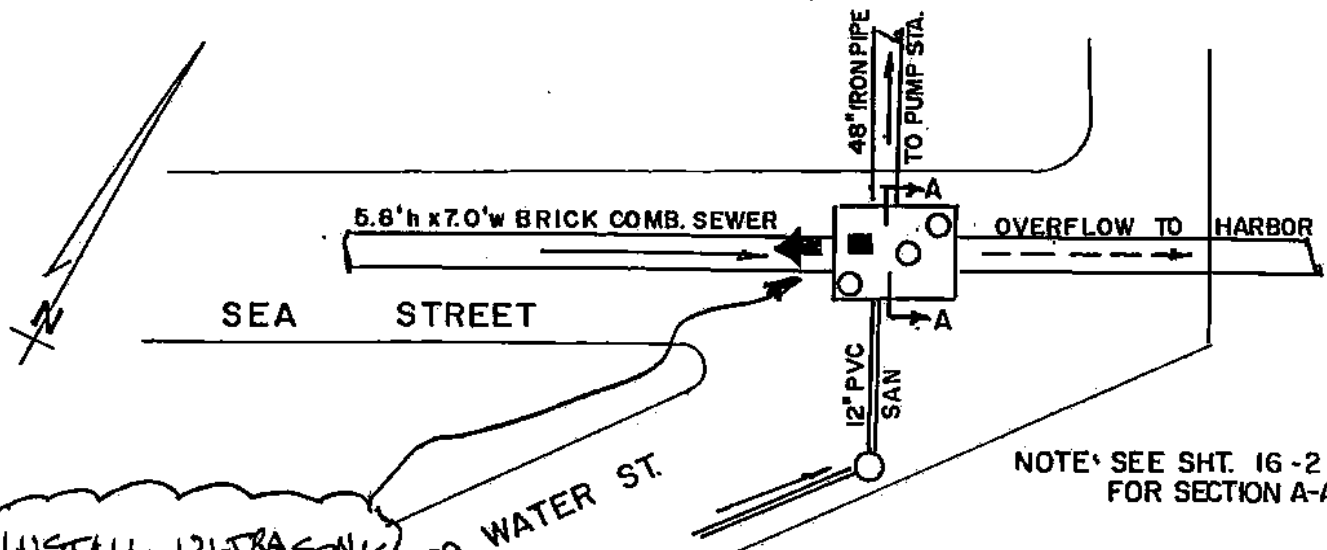 48" IRON PIPE
TO PUMP STA.
A
5.8'h x 7.0'w BRICK COMB. SEWER
OVERFLOW TO HARBOR
N
SEA STREET
A
12" PVC
SAN
WATER ST.
NOTE: SEE SHT. 16-2
FOR SECTION A-A
INSTALL ULTRASONIC